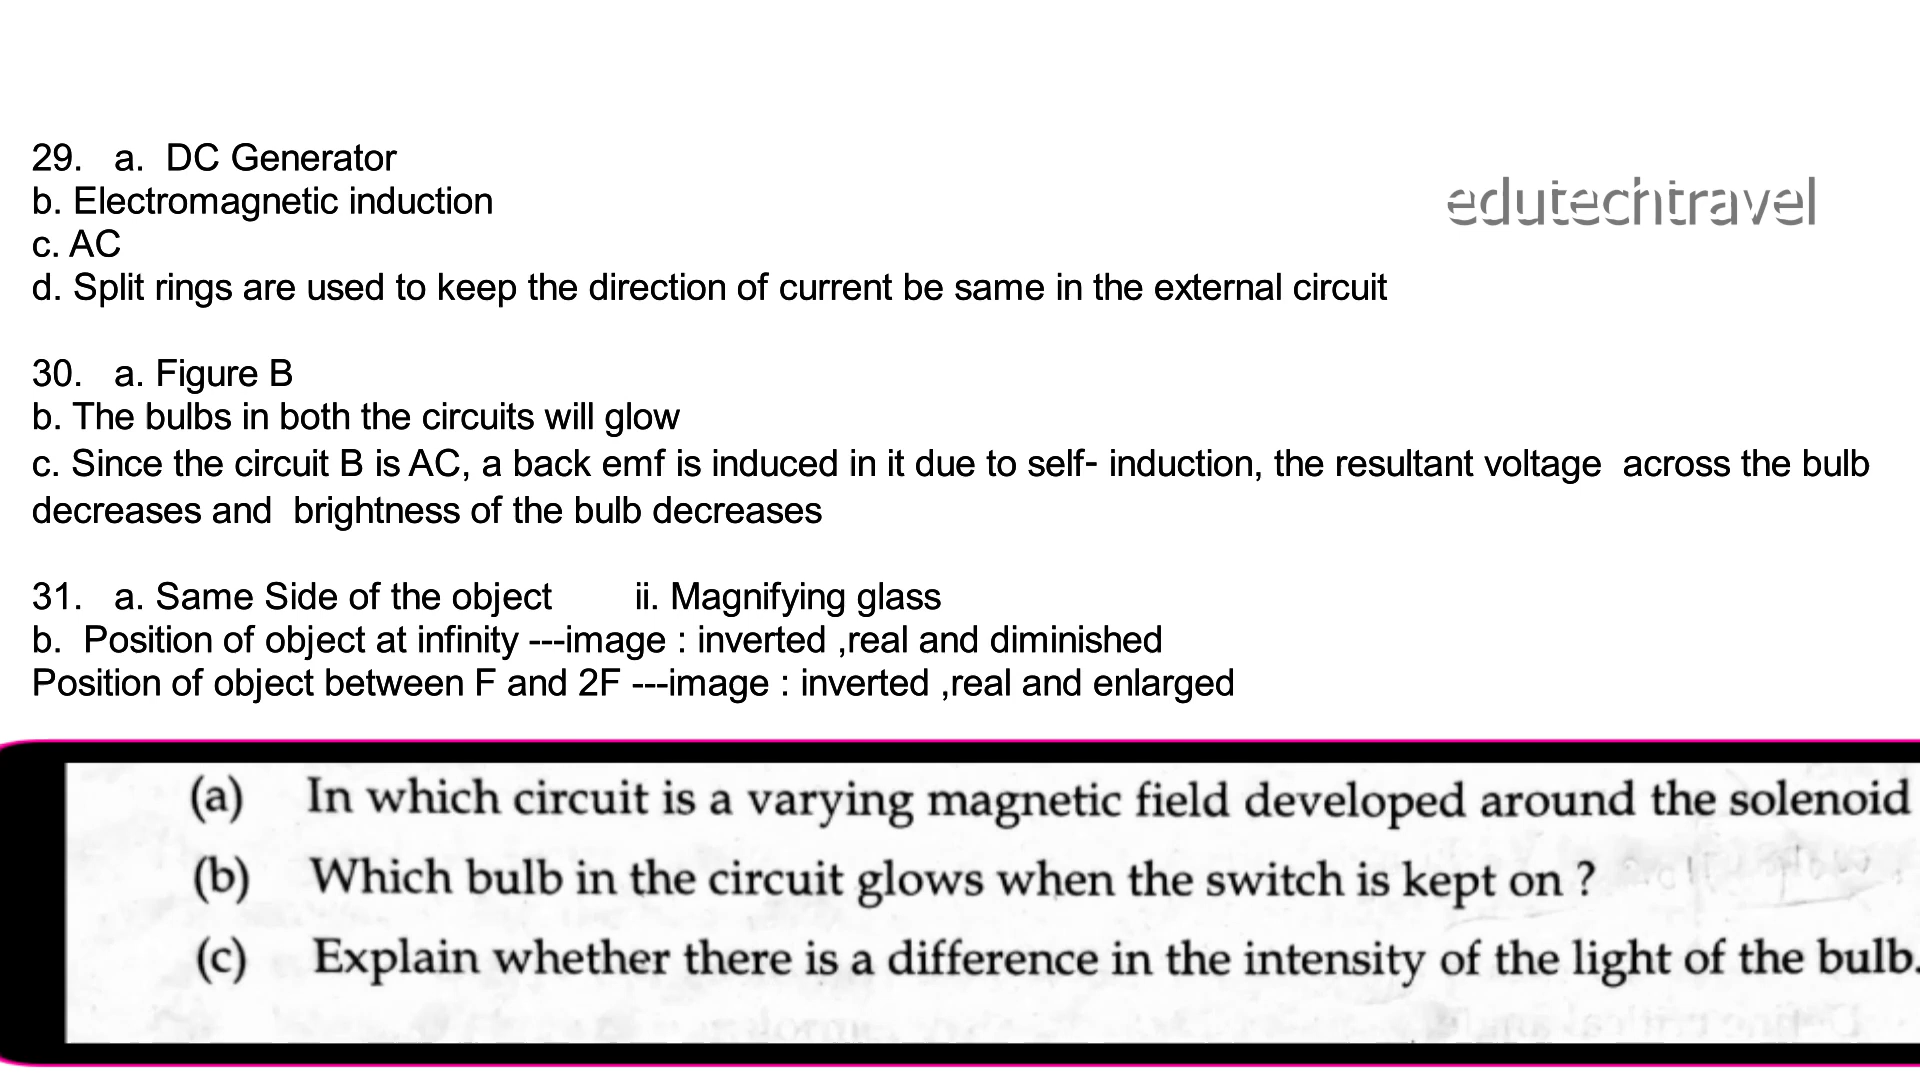 29. a. DC Generator
b. Electromagnetic induction
edutechtravel
c. AC
d. Split rings are used to keep the direction of current be same in the external circuit
30. a. Figure B
b. The bulbs in both the circuits will glow
c. Since the circuit B is AC, a back emf is induced in it due to self- induction, the resultant voltage across the bulb
decreases and brightness of the bulb decreases
31. a. Same Side of the object ii. Magnifying glass
b. Position of object at infinity ---image : inverted ,real and diminished
Position of object between F and 2F ---image : inverted ,real and enlarged
(a) In which circuit is a varying magnetic field developed around the solenoid
(b) Which bulb in the circuit glows when the switch is kept on ?
(c) Explain whether there is a difference in the intensity of the light of the bulb.